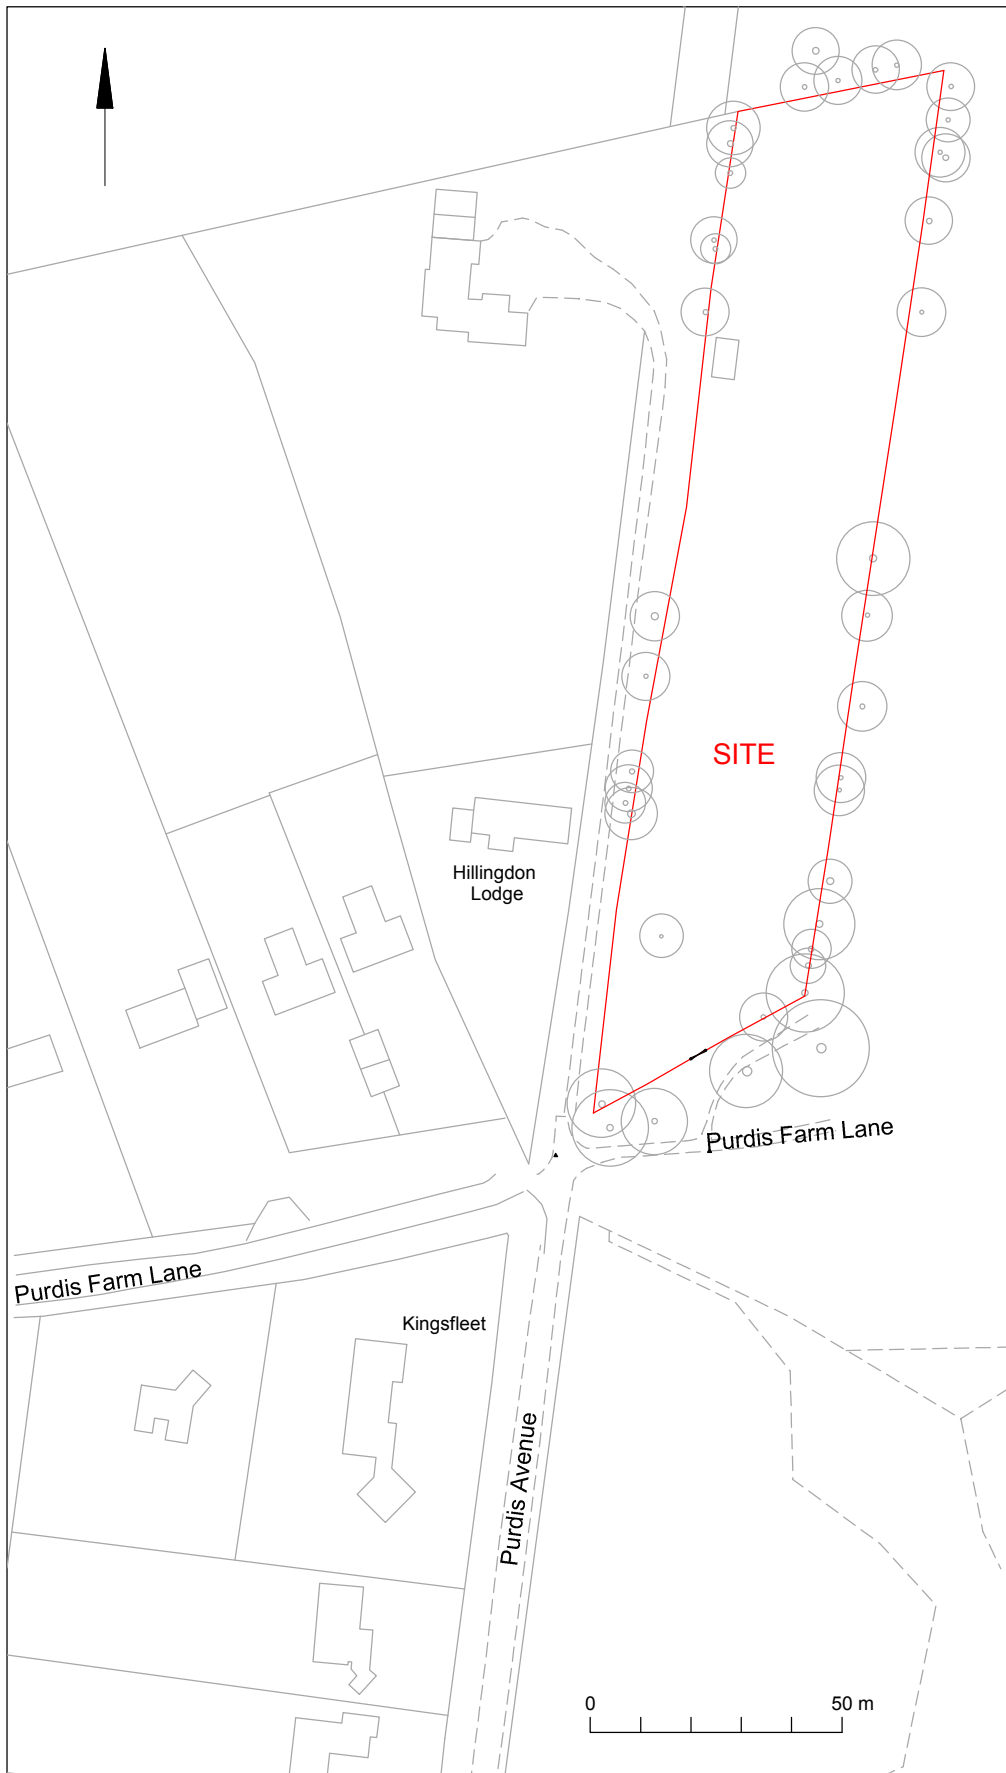 SITE
Hillingdon
Lodge
Purdis Farm Lane
Purdis Farm Lane
Kingsfleet
Purdis Avenue
0 50 m